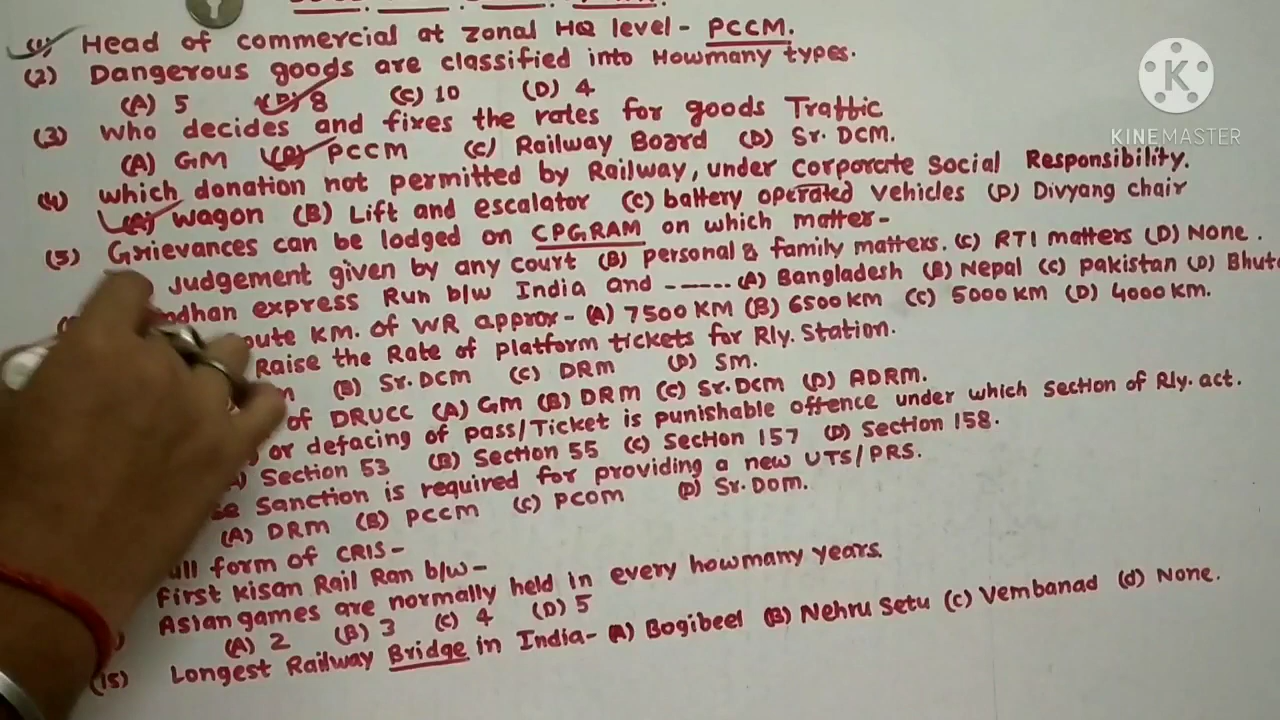 (1) Head of commercial at zonal HQ level - PCCM.
(2) Dangerous goods are classified into Howmany types.
(A) 5 (B) 8 (C) 10 (D) 4
(3) who decides and fixes the rates for goods Traffic
(A) GM (B) PCCM (C) Railway Board (D) Sr. DCM.
(4) which donation not permitted by Railway, under corporate social Responsibility.
(A) wagon (B) Lift and escalator (C) battery operated vehicles (D) Divyang chair
(5) Grievances can be lodged on CPGRAM on which matter-
Judgement given by any court (B) personal & family matters. (C) RTI matters (D) None.
dhan express Run b/w India and ------ (A) Bangladesh (B) Nepal (C) pakistan (D) Bhut
oute Km. of WR approx - (A) 7500 KM (B) 6500 KM (C) 5000 KM (D) 4000 KM.
Raise the Rate of platform tickets for Rly. Station.
m (B) Sr. DCM (C) DRM (D) SM.
of DRUCC (A) GM (B) DRM (C) Sr. DCM (D) ADRM.
or defacing of pass/Ticket is punishable offence under which section of Rly. act.
Section 53 (B) Section 55 (C) Section 157 (D) Section 158.
se Sanction is required for providing a new UTS/PRS.
(A) DRM (B) PCCM (C) PCOM (D) Sr. DOM.
ull form of CRIS-
First Kisan Rail Ran b/w-
Asian games are normally held in every howmany years.
(A) 2 (B) 3 (C) 4 (D) 5
(15) Longest Railway Bridge in India- (A) Bogibeel (B) Nehru Setu (C) Vembanad (d) None.
K
KINEMASTER